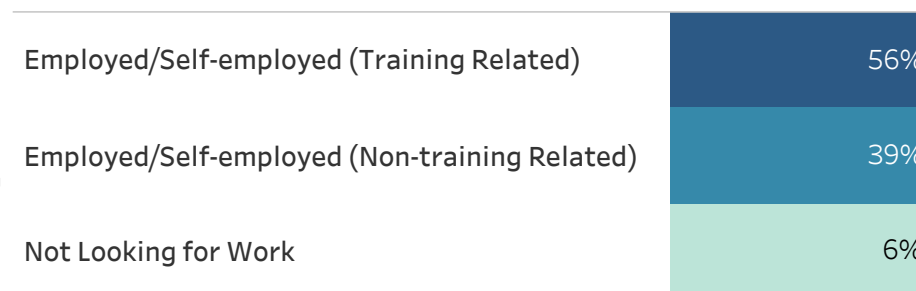 Employed/Self-employed (Training Related) 56%
Employed/Self-employed (Non-training Related) 39%
Not Looking for Work 6%